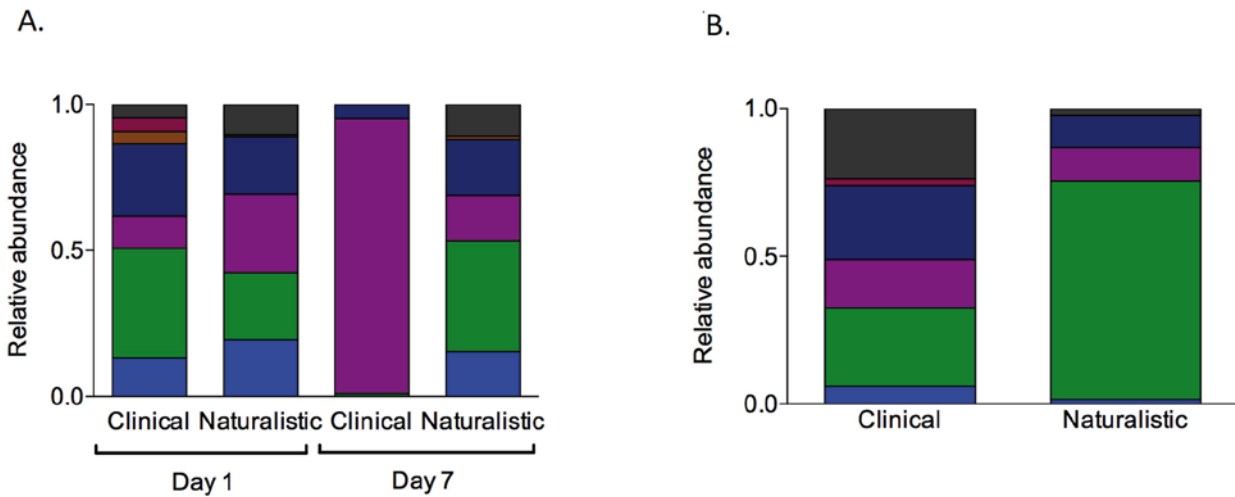 A.
Relative abundance
1.0
0.5
0.0
Clinical Naturalistic Clinical Naturalistic
Day 1 Day 7
B.
Relative abundance
1.0
0.5
0.0
Clinical Naturalistic